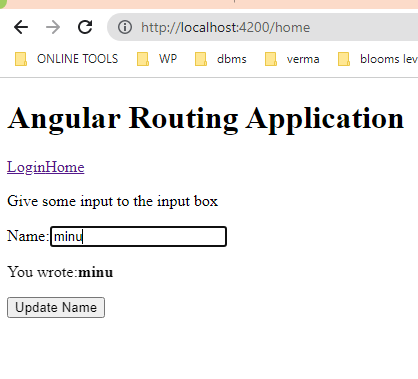 http://localhost:4200/home
ONLINE TOOLS WP dbms verma blooms lev
Angular Routing Application
LoginHome
Give some input to the input box
Name:minu
You wrote:minu
Update Name